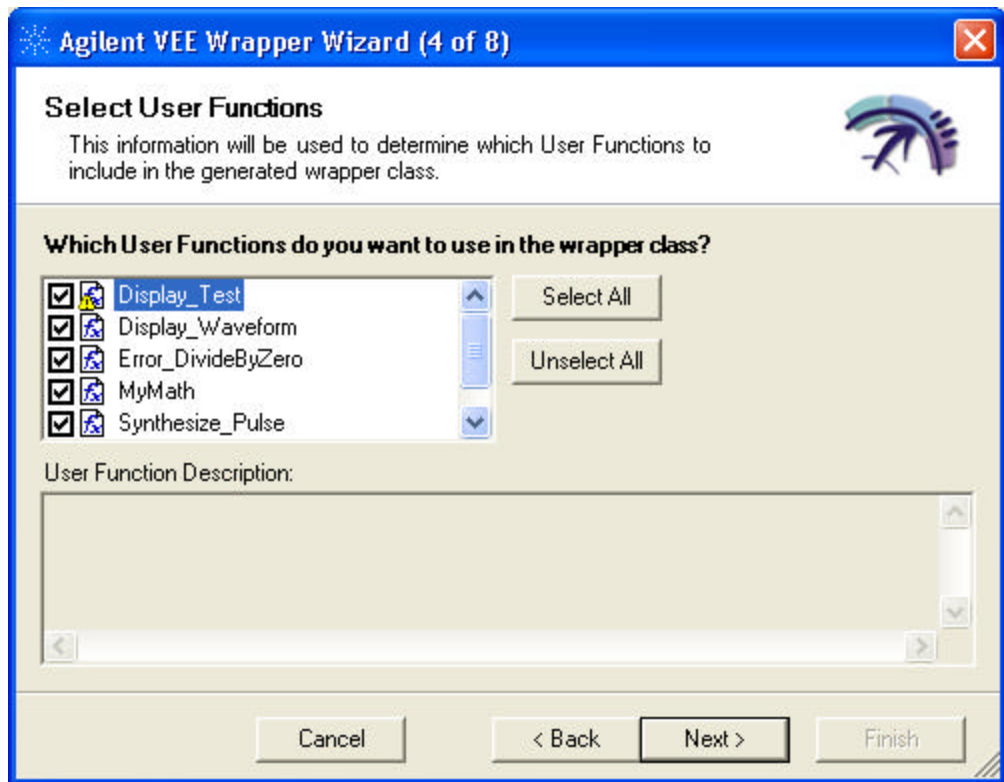 Agilent VEE Wrapper Wizard (4 of 8)
Select User Functions
This information will be used to determine which User Functions to
include in the generated wrapper class.
Which User Functions do you want to use in the wrapper class?
Display_Test
Display_Waveform
Error_DivideByZero
MyMath
Synthesize_Pulse
Select All
Unselect All
User Function Description:
Cancel
< Back
Next >
Finish